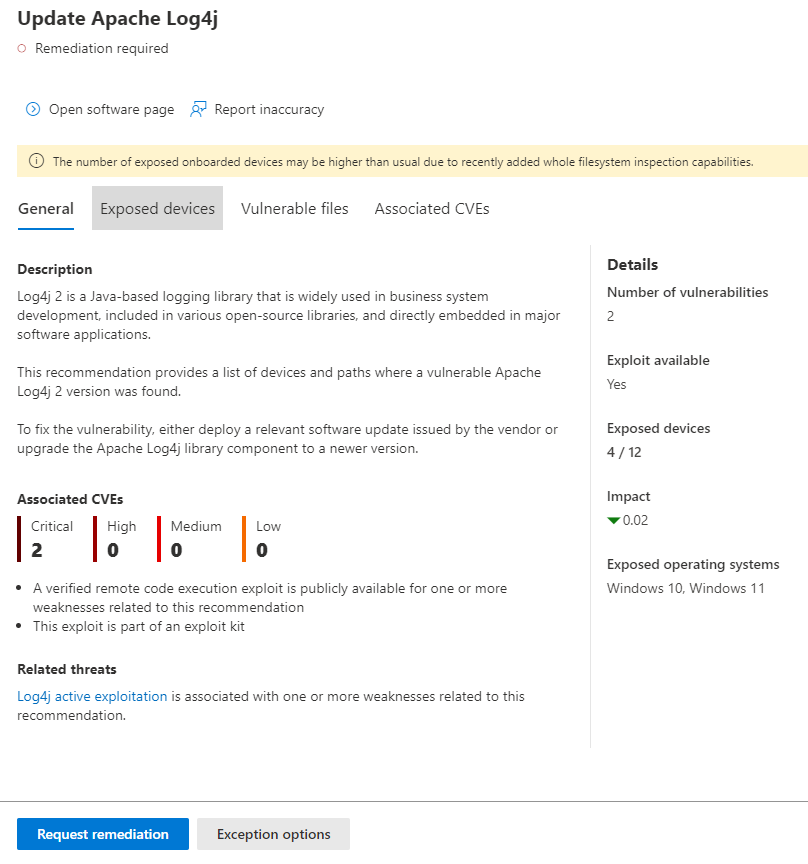 Update Apache Log4j
Remediation required
Open software page
Report inaccuracy
The number of exposed onboarded devices may be higher than usual due to recently added whole filesystem inspection capabilities.
General
Exposed devices
Vulnerable files
Associated CVEs
Description
Log4j 2 is a Java-based logging library that is widely used in business system
development, included in various open-source libraries, and directly embedded in major
software applications.
This recommendation provides a list of devices and paths where a vulnerable Apache
Log4j 2 version was found.
To fix the vulnerability, either deploy a relevant software update issued by the vendor or
upgrade the Apache Log4j library component to a newer version.
Associated CVEs
Critical
2
High
0
Medium
0
Low
0
A verified remote code execution exploit is publicly available for one or more
weaknesses related to this recommendation
This exploit is part of an exploit kit
Related threats
Log4j active exploitation is associated with one or more weaknesses related to this
recommendation.
Details
Number of vulnerabilities
2
Exploit available
Yes
Exposed devices
4 / 12
Impact
0.02
Exposed operating systems
Windows 10, Windows 11
Request remediation
Exception options